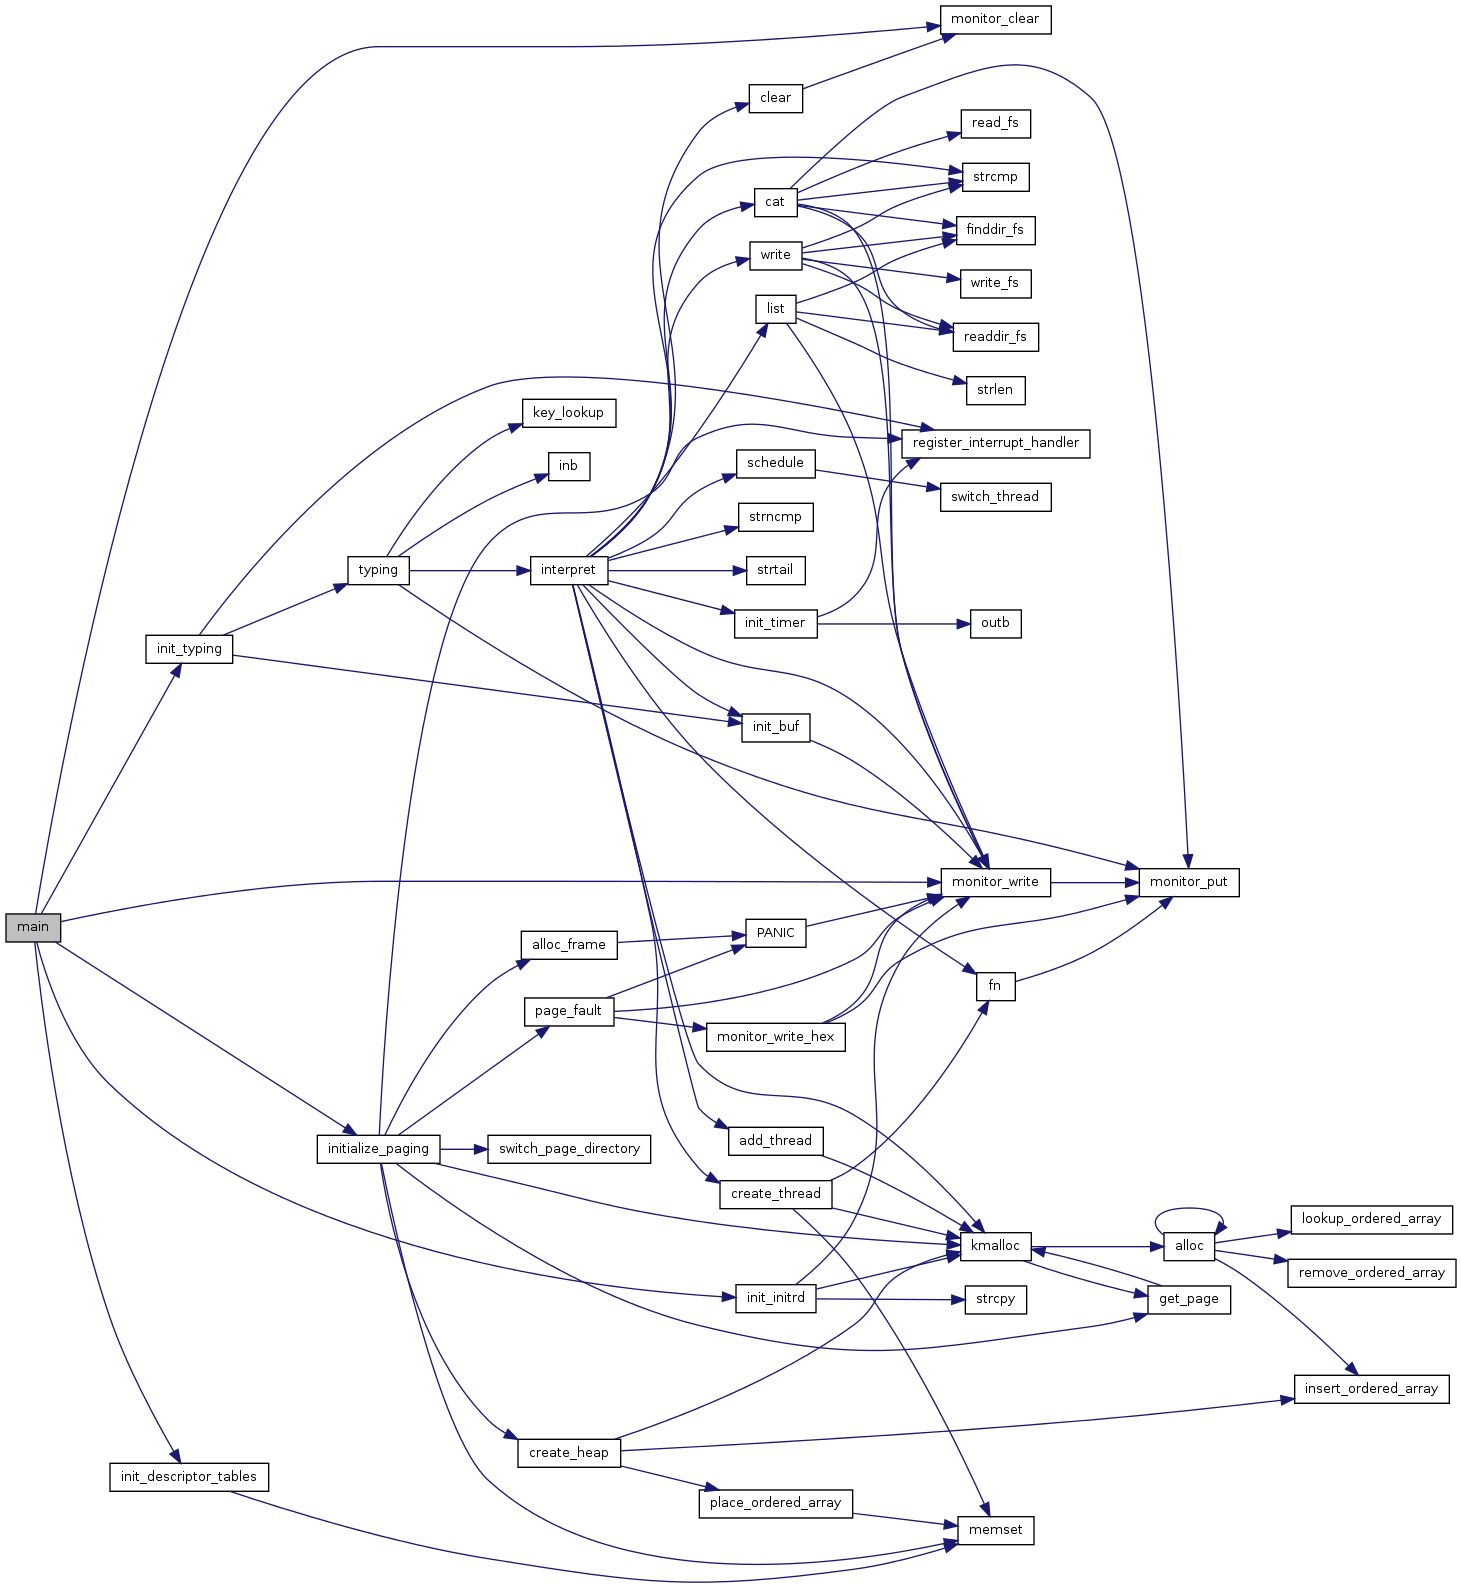 monitor_clear
clear
read_fs
strcmp
cat
finddir_fs
write
write_fs
list
readdir_fs
strlen
key_lookup
register_interrupt_handler
inb
schedule
switch_thread
strncmp
typing
interpret
strtail
init_timer
outb
init_typing
init_buf
monitor_write
monitor_put
main
alloc_frame
PANIC
fn
page_fault
monitor_write_hex
add_thread
initialize_paging
switch_page_directory
create_thread
lookup_ordered_array
kmalloc
alloc
remove_ordered_array
init_initrd
strcpy
get_page
insert_ordered_array
create_heap
init_descriptor_tables
place_ordered_array
memset